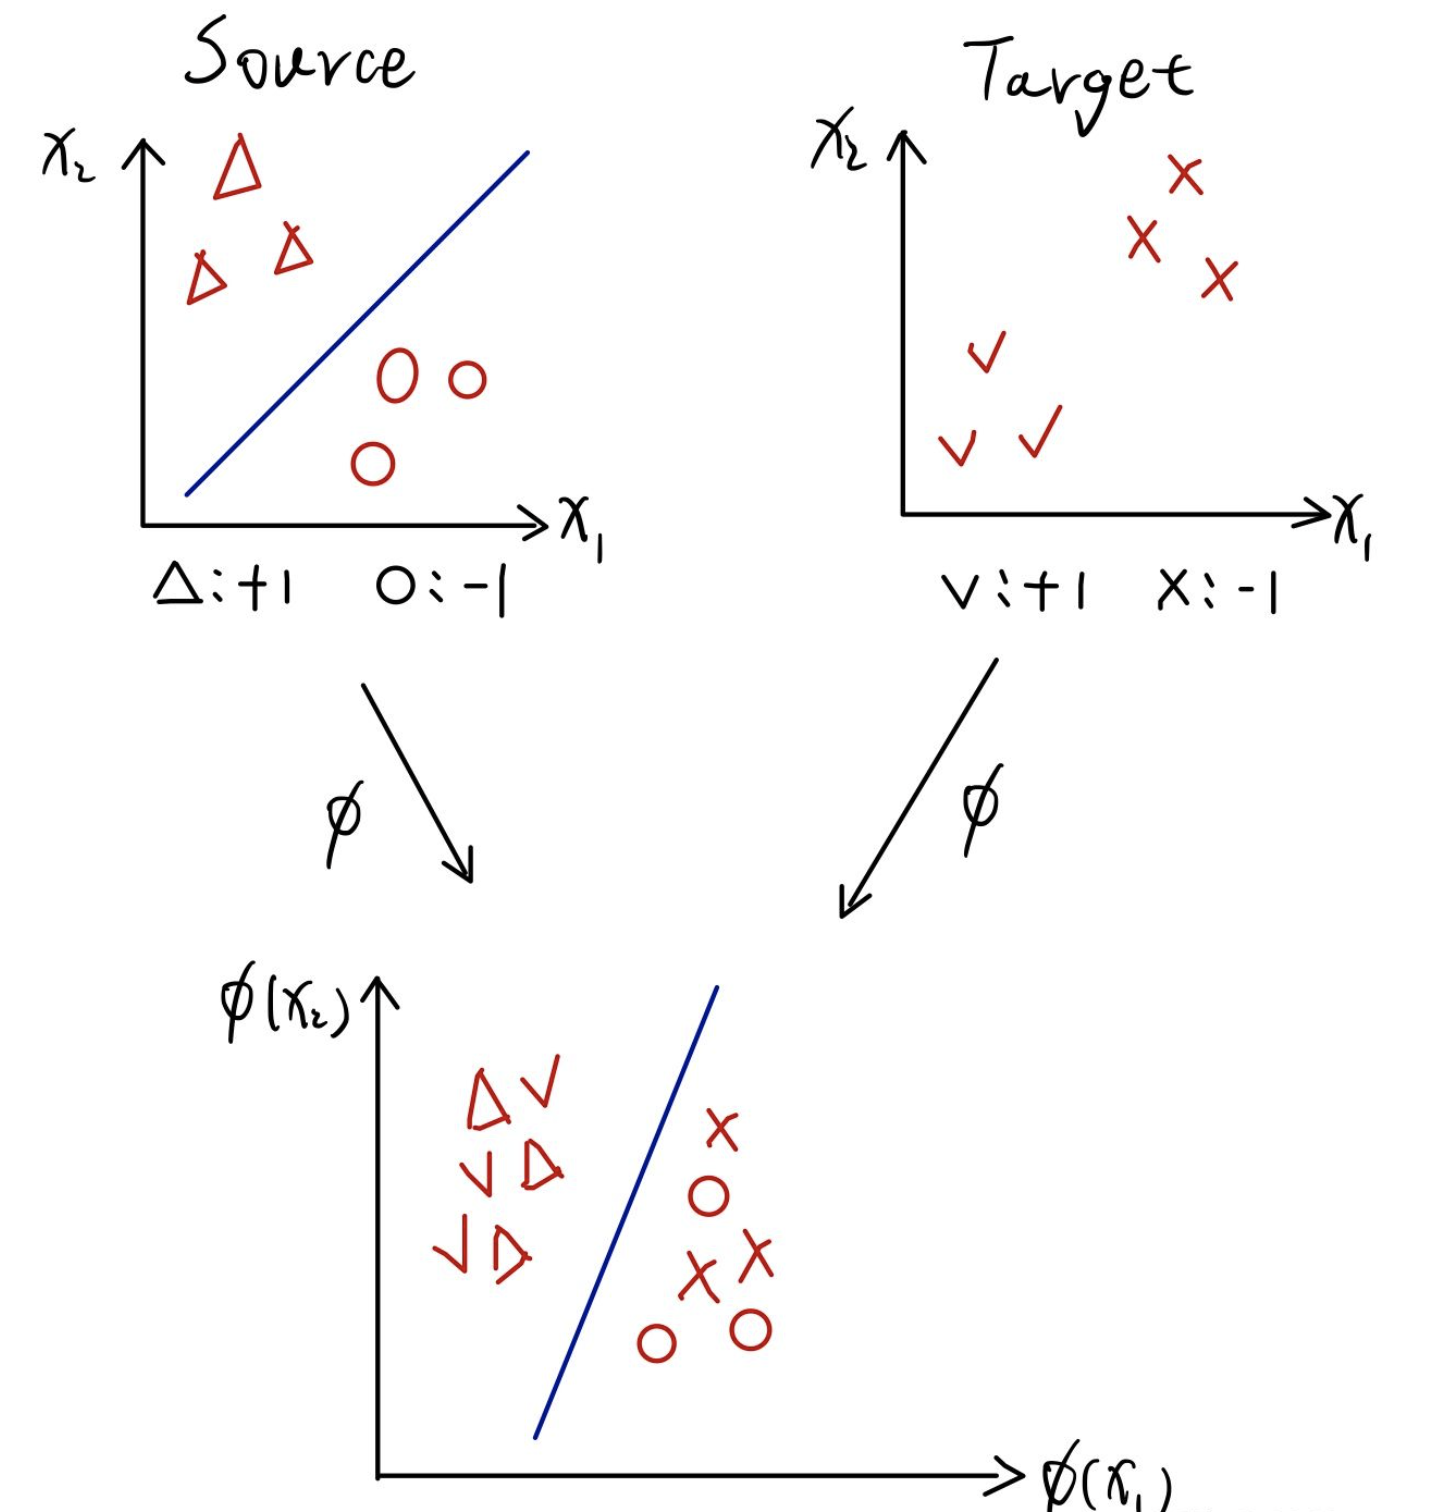 Source
Target
x₂
x₂
x₁
x₁
Δ:+1 O:-1
V:+1 X:-1
ϕ
ϕ
ϕ(x₂)
ϕ(x₁)